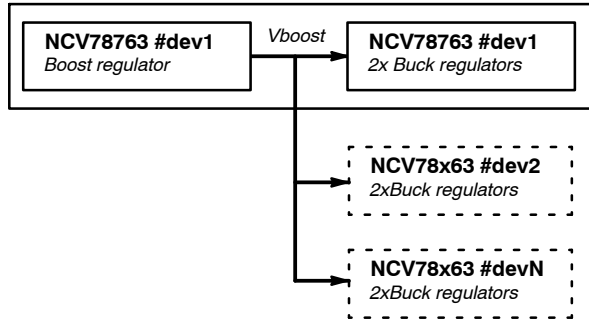 NCV78763 #dev1
Boost regulator
Vboost
NCV78763 #dev1
2x Buck regulators
NCV78x63 #dev2
2xBuck regulators
NCV78x63 #devN
2xBuck regulators